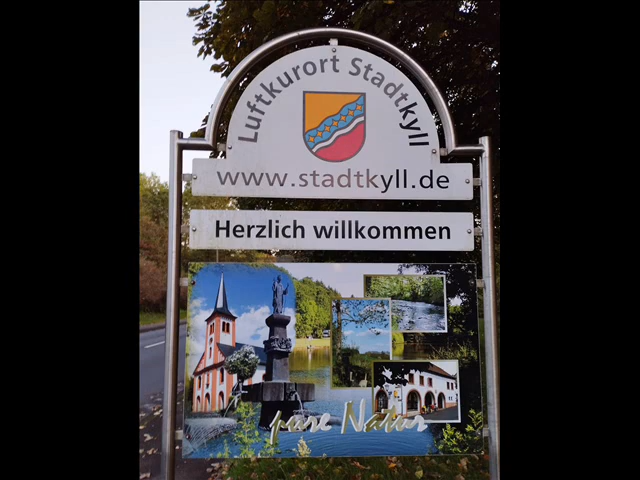 Luftkurort Stadtkyll
www.stadtkyll.de
Herzlich willkommen
pure Natur